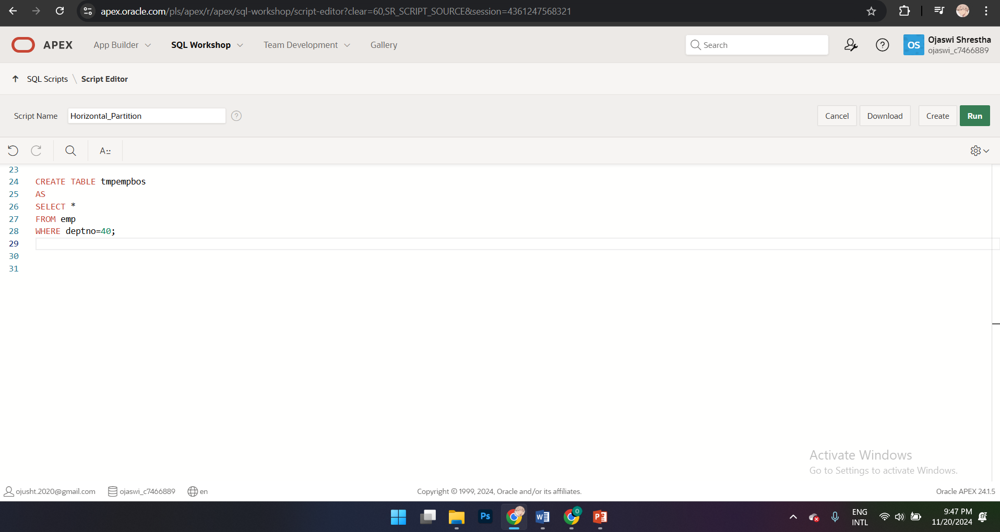 apex.oracle.com/pls/apex/r/apex/sql-workshop/script-editor?clear=60,SR_SCRIPT_SOURCE&session=4361247568321
APEX App Builder SQL Workshop Team Development Gallery Search OS Ojaswi Shrestha
ojaswi_c7466889
SQL Scripts \ Script Editor
Script Name Horizontal_Partition ? Cancel Download Create Run
A::
23
24 CREATE TABLE tmpempbos
25 AS
26 SELECT *
27 FROM emp
28 WHERE deptno=40;
29
30
31
Activate Windows
Go to Settings to activate Windows.
ojusht.2020@gmail.com ojaswi_c7466889 en Copyright © 1999, 2024, Oracle and/or its affiliates. Oracle APEX 24.1.5
Ps W O P ENG 9:47 PM
INTL 11/20/2024